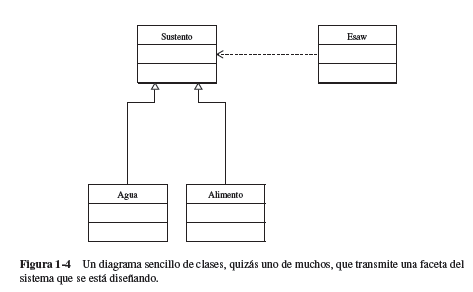 Sustento
Esaw
Agua
Alimento
Figura 1-4 Un diagrama sencillo de clases, quizás uno de muchos, que transmite una faceta del
sistema que se está diseñando.